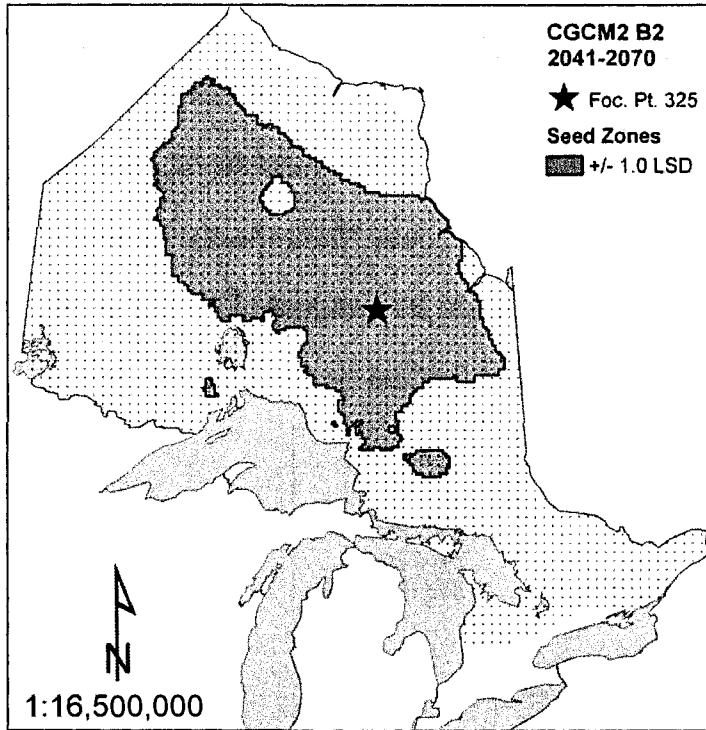 CGCM2 B2
2041-2070
Foc. Pt. 325
Seed Zones
+/- 1.0 LSD
N
1:16,500,000